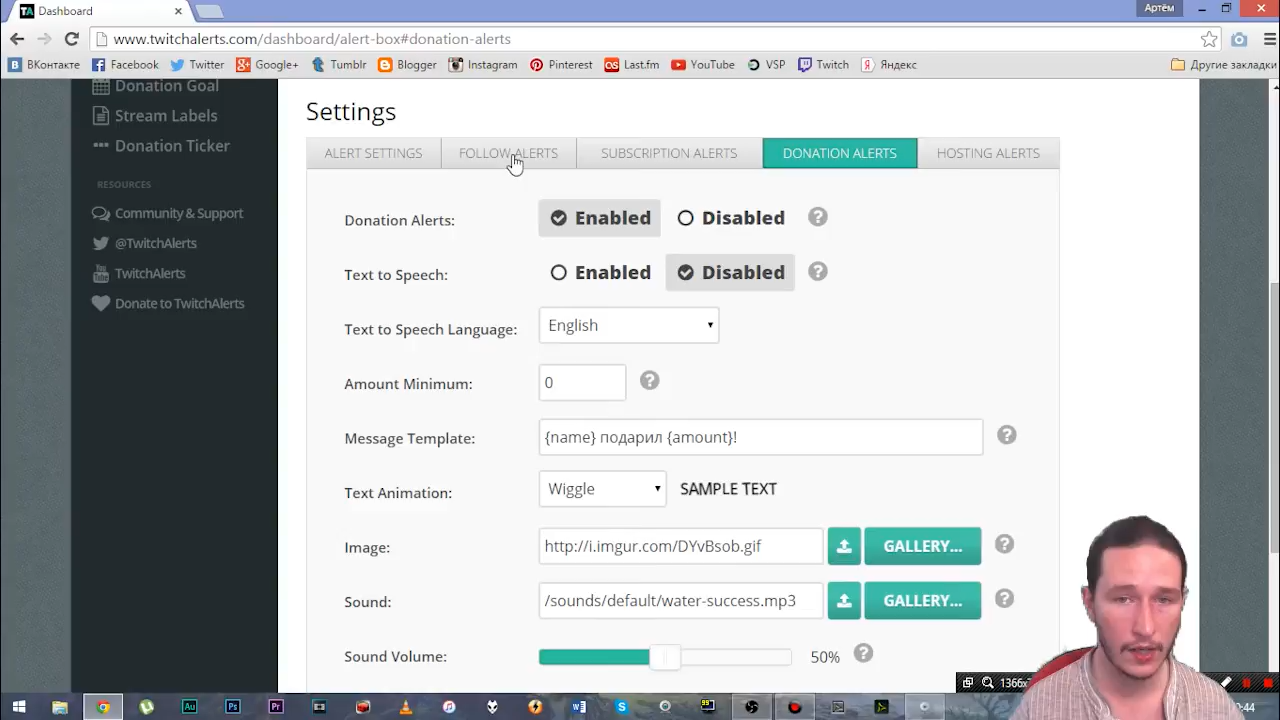 Dashboard
Артём
www.twitchalerts.com/dashboard/alert-box#donation-alerts
ВКонтакте Facebook Twitter Google+ Tumblr Blogger Instagram Pinterest Last.fm YouTube VSP Twitch Яндекс Другие закладки
Donation Goal
Stream Labels
Donation Ticker
RESOURCES
Community & Support
@TwitchAlerts
TwitchAlerts
Donate to TwitchAlerts
Settings
ALERT SETTINGS FOLLOW ALERTS SUBSCRIPTION ALERTS DONATION ALERTS HOSTING ALERTS
Donation Alerts: Enabled Disabled
Text to Speech: Enabled Disabled
Text to Speech Language: English
Amount Minimum: 0
Message Template: {name} подарил {amount}!
Text Animation: Wiggle SAMPLE TEXT
Image: http://i.imgur.com/DYvBsob.gif GALLERY...
Sound: /sounds/default/water-success.mp3 GALLERY...
Sound Volume: 50%